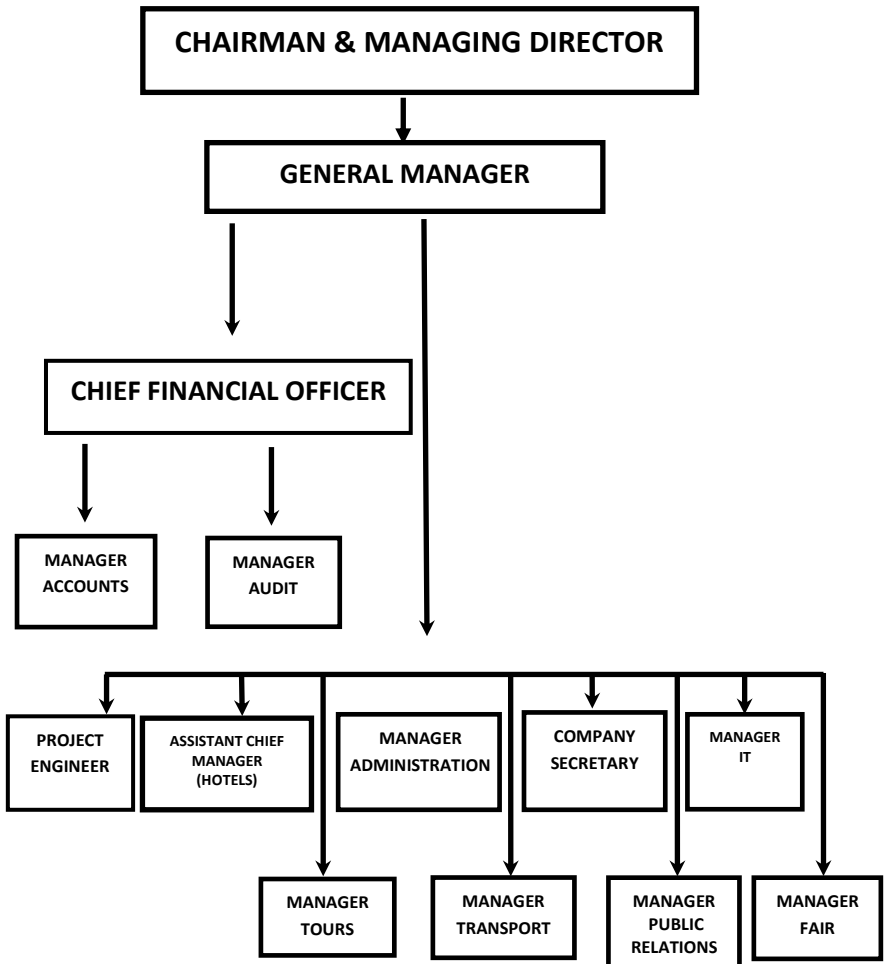 CHAIRMAN & MANAGING DIRECTOR
GENERAL MANAGER
CHIEF FINANCIAL OFFICER
MANAGER
ACCOUNTS
MANAGER
AUDIT
PROJECT
ENGINEER
ASSISTANT CHIEF
MANAGER
(HOTELS)
MANAGER
ADMINISTRATION
COMPANY
SECRETARY
MANAGER
IT
MANAGER
TOURS
MANAGER
TRANSPORT
MANAGER
PUBLIC
RELATIONS
MANAGER
FAIR